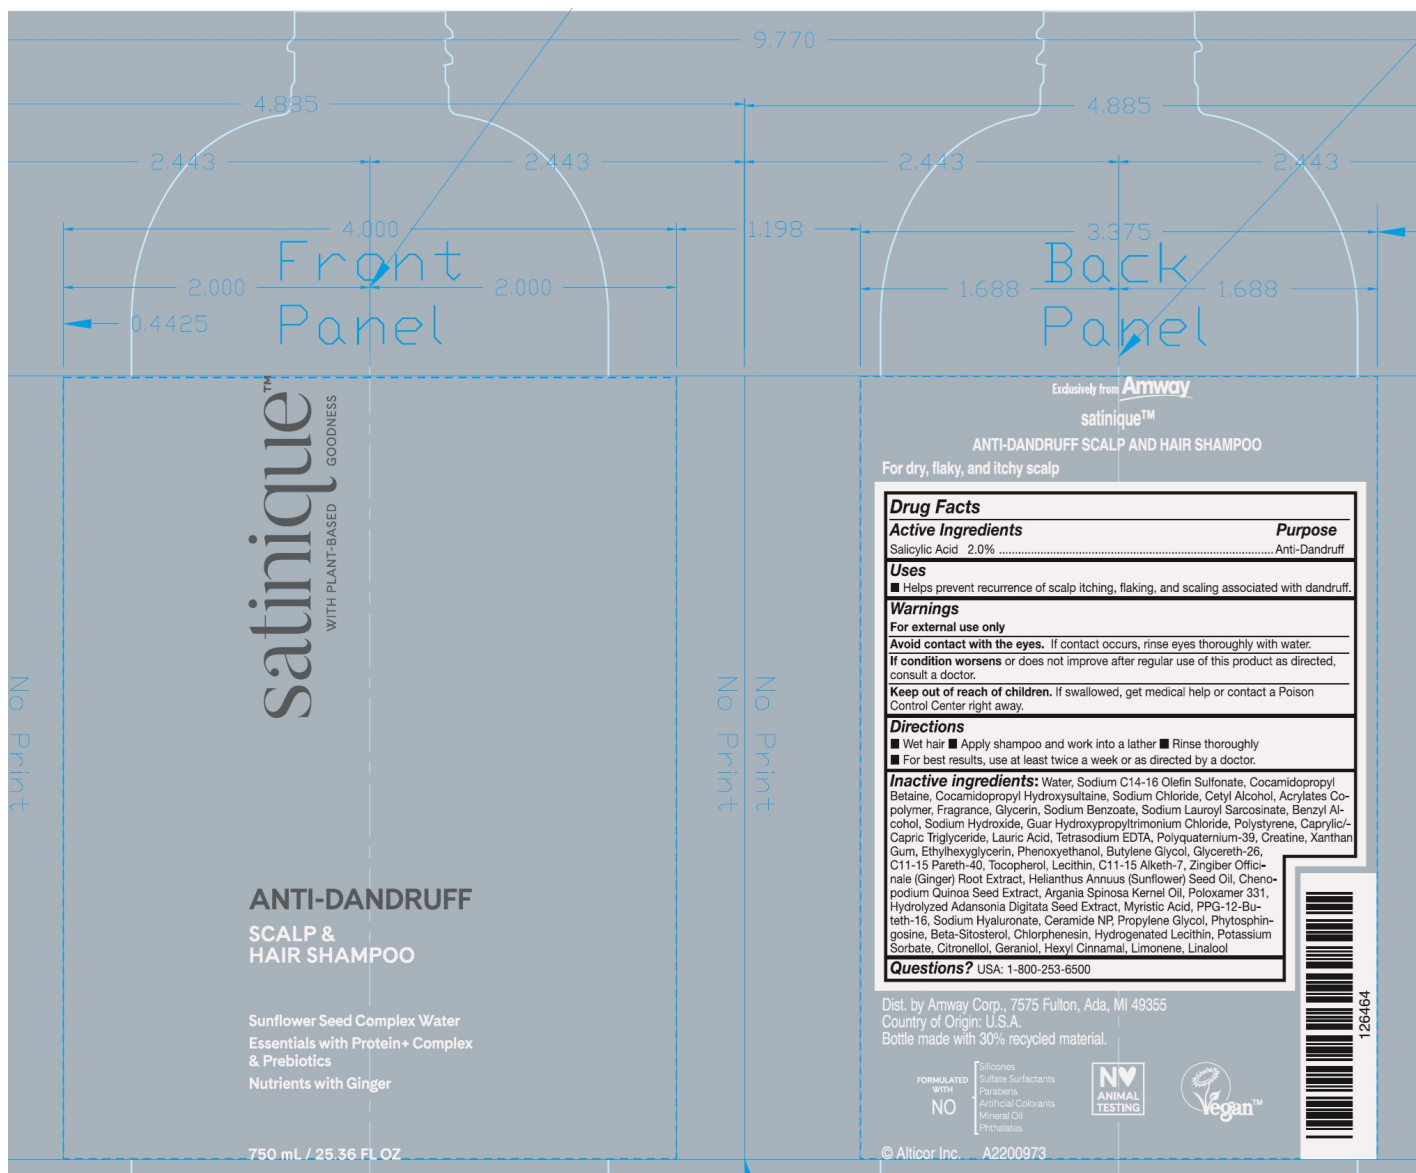 9.770
4.885
4.885
2.443
2.443
2.443
2.443
4.000
1.198
3.375
Front
Panel
2.000
2.000
0.4425
Back
Panel
1.688
1.688
satinique™
WITH PLANT-BASED GOODNESS
No Print
No Print
No Print
ANTI-DANDRUFF
SCALP &
HAIR SHAMPOO
Sunflower Seed Complex Water
Essentials with Protein+ Complex
& Prebiotics
Nutrients with Ginger
750 mL / 25.36 FL OZ
Exclusively from Amway
satinique™
ANTI-DANDRUFF SCALP AND HAIR SHAMPOO
For dry, flaky, and itchy scalp
Drug Facts
Active Ingredients Purpose
Salicylic Acid 2.0% ........................................................................ Anti-Dandruff
Uses
■ Helps prevent recurrence of scalp itching, flaking, and scaling associated with dandruff.
Warnings
For external use only
Avoid contact with the eyes. If contact occurs, rinse eyes thoroughly with water.
If condition worsens or does not improve after regular use of this product as directed,
consult a doctor.
Keep out of reach of children. If swallowed, get medical help or contact a Poison
Control Center right away.
Directions
■ Wet hair ■ Apply shampoo and work into a lather ■ Rinse thoroughly
■ For best results, use at least twice a week or as directed by a doctor.
Inactive ingredients: Water, Sodium C14-16 Olefin Sulfonate, Cocamidopropyl
Betaine, Cocamidopropyl Hydroxysultaine, Sodium Chloride, Cetyl Alcohol, Acrylates Co-
polymer, Fragrance, Glycerin, Sodium Benzoate, Sodium Lauroyl Sarcosinate, Benzyl Al-
cohol, Sodium Hydroxide, Guar Hydroxypropyltrimonium Chloride, Polystyrene, Caprylic/-
Capric Triglyceride, Lauric Acid, Tetrasodium EDTA, Polyquaternium-39, Creatine, Xanthan
Gum, Ethylhexyglycerin, Phenoxyethanol, Butylene Glycol, Glycereth-26,
C11-15 Pareth-40, Tocopherol, Lecithin, C11-15 Alketh-7, Zingiber Offici-
nale (Ginger) Root Extract, Helianthus Annuus (Sunflower) Seed Oil, Cheno-
podium Quinoa Seed Extract, Argania Spinosa Kernel Oil, Poloxamer 331,
Hydrolyzed Adansonia Digitata Seed Extract, Myristic Acid, PPG-12-Bu-
teth-16, Sodium Hyaluronate, Ceramide NP, Propylene Glycol, Phytosphin-
gosine, Beta-Sitosterol, Chlorphenesin, Hydrogenated Lecithin, Potassium
Sorbate, Citronellol, Geraniol, Hexyl Cinnamal, Limonene, Linalool
Questions? USA: 1-800-253-6500
Dist. by Amway Corp., 7575 Fulton, Ada, MI 49355
Country of Origin: U.S.A.
Bottle made with 30% recycled material.
FORMULATED
WITH
NO
Silicones
Sulfate Surfactants
Parabens
Artificial Colorants
Mineral Oil
Phthalates
N♥
ANIMAL
TESTING
Vegan™
126464
© Alticor Inc. A2200973